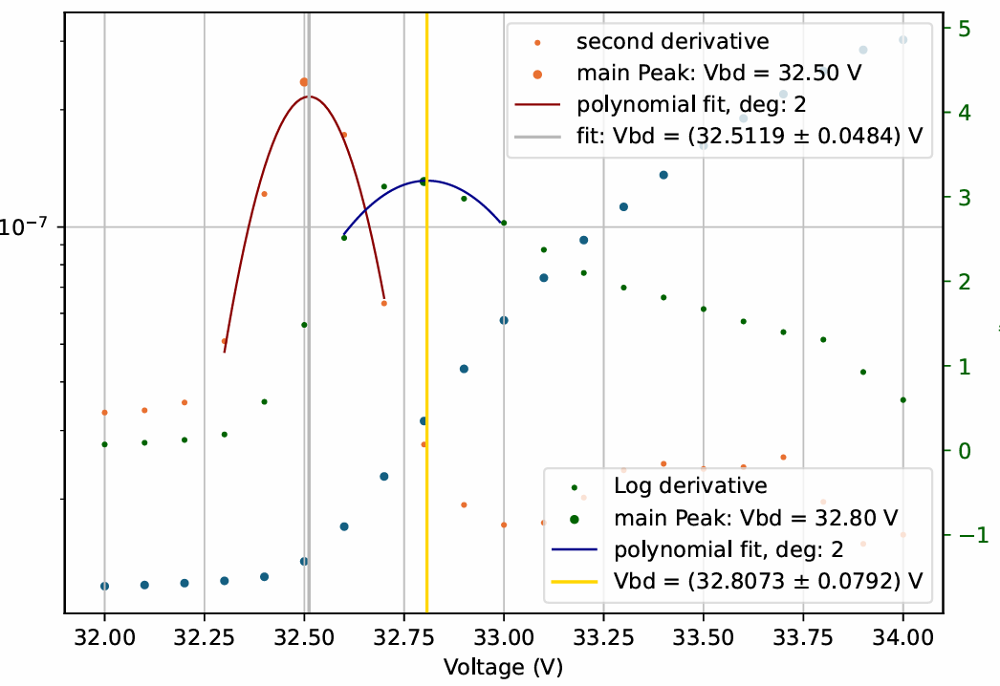 second derivative
main Peak: Vbd = 32.50 V
polynomial fit, deg: 2
fit: Vbd = (32.5119 ± 0.0484) V
Log derivative
main Peak: Vbd = 32.80 V
polynomial fit, deg: 2
Vbd = (32.8073 ± 0.0792) V
10⁻⁷
5
4
3
2
1
0
−1
32.00 32.25 32.50 32.75 33.00 33.25 33.50 33.75 34.00
Voltage (V)